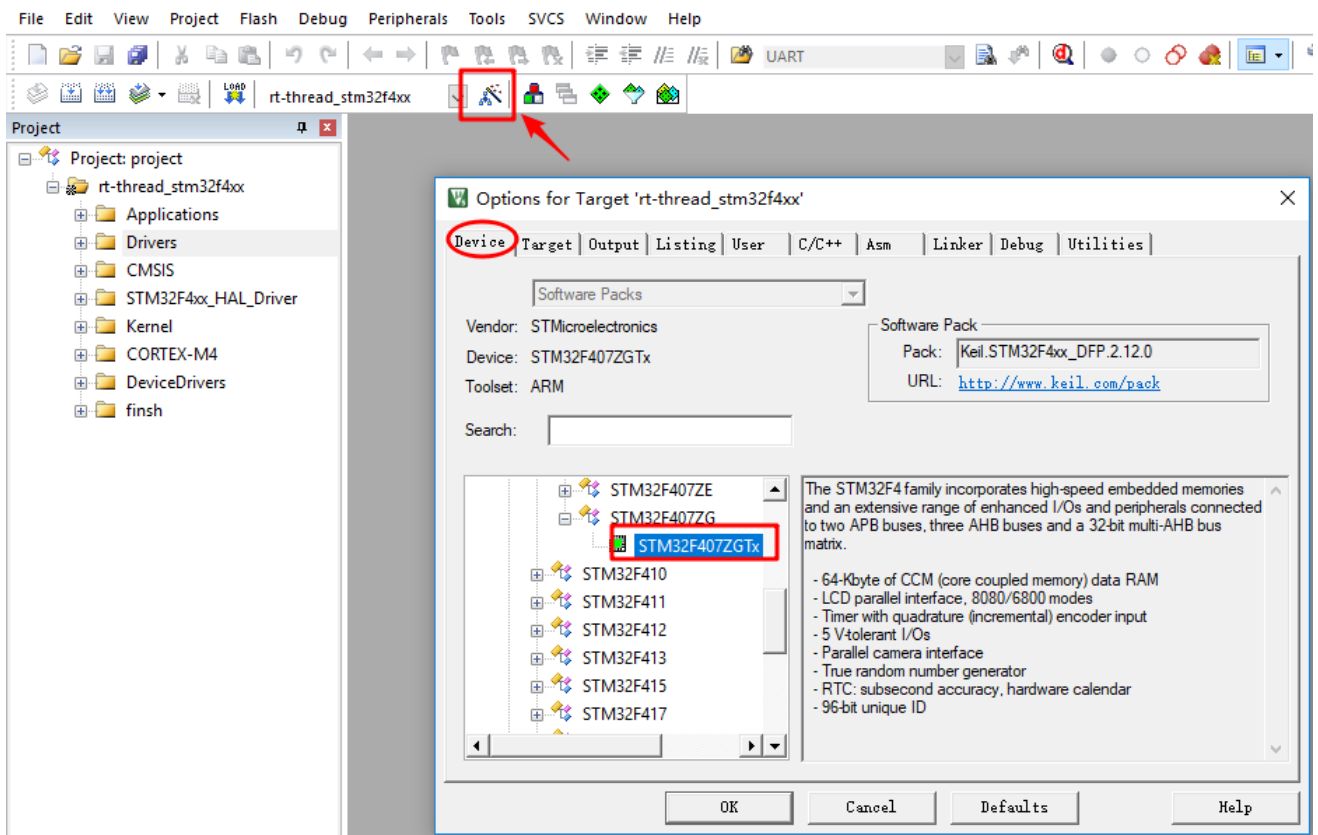 File Edit View Project Flash Debug Peripherals Tools SVCS Window Help
UART
LOAD
rt-thread_stm32f4xx
Project
Project: project
rt-thread_stm32f4xx
Applications
Drivers
CMSIS
STM32F4xx_HAL_Driver
Kernel
CORTEX-M4
DeviceDrivers
finsh
Options for Target 'rt-thread_stm32f4xx'
Device Target Output Listing User C/C++ Asm Linker Debug Utilities
Software Packs
Vendor: STMicroelectronics
Device: STM32F407ZGTx
Toolset: ARM
Software Pack
Pack: Keil.STM32F4xx_DFP.2.12.0
URL: http://www.keil.com/pack
Search:
STM32F407ZE
STM32F407ZG
STM32F407ZGTx
STM32F410
STM32F411
STM32F412
STM32F413
STM32F415
STM32F417
The STM32F4 family incorporates high-speed embedded memories
and an extensive range of enhanced I/Os and peripherals connected
to two APB buses, three AHB buses and a 32-bit multi-AHB bus
matrix.
- 64-Kbyte of CCM (core coupled memory) data RAM
- LCD parallel interface, 8080/6800 modes
- Timer with quadrature (incremental) encoder input
- 5 V-tolerant I/Os
- Parallel camera interface
- True random number generator
- RTC: subsecond accuracy, hardware calendar
- 96-bit unique ID
OK Cancel Defaults Help